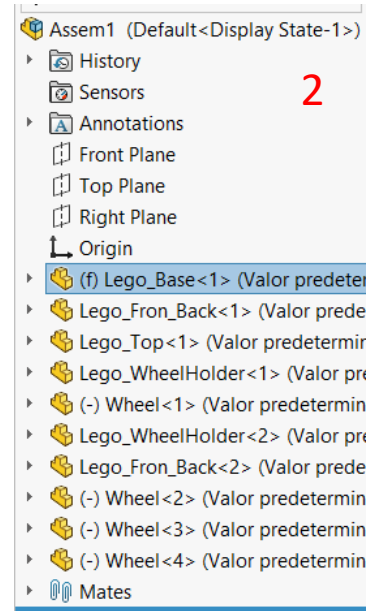 Assem1 (Default<Display State-1>)
History
2
Sensors
Annotations
Front Plane
Top Plane
Right Plane
Origin
(f) Lego_Base<1> (Valor predeter
Lego_Fron_Back<1> (Valor prede
Lego_Top<1> (Valor predetermin
Lego_WheelHolder<1> (Valor pre
(-) Wheel<1> (Valor predetermin
Lego_WheelHolder<2> (Valor pre
Lego_Fron_Back<2> (Valor prede
(-) Wheel<2> (Valor predetermin
(-) Wheel<3> (Valor predetermin
(-) Wheel<4> (Valor predetermin
Mates